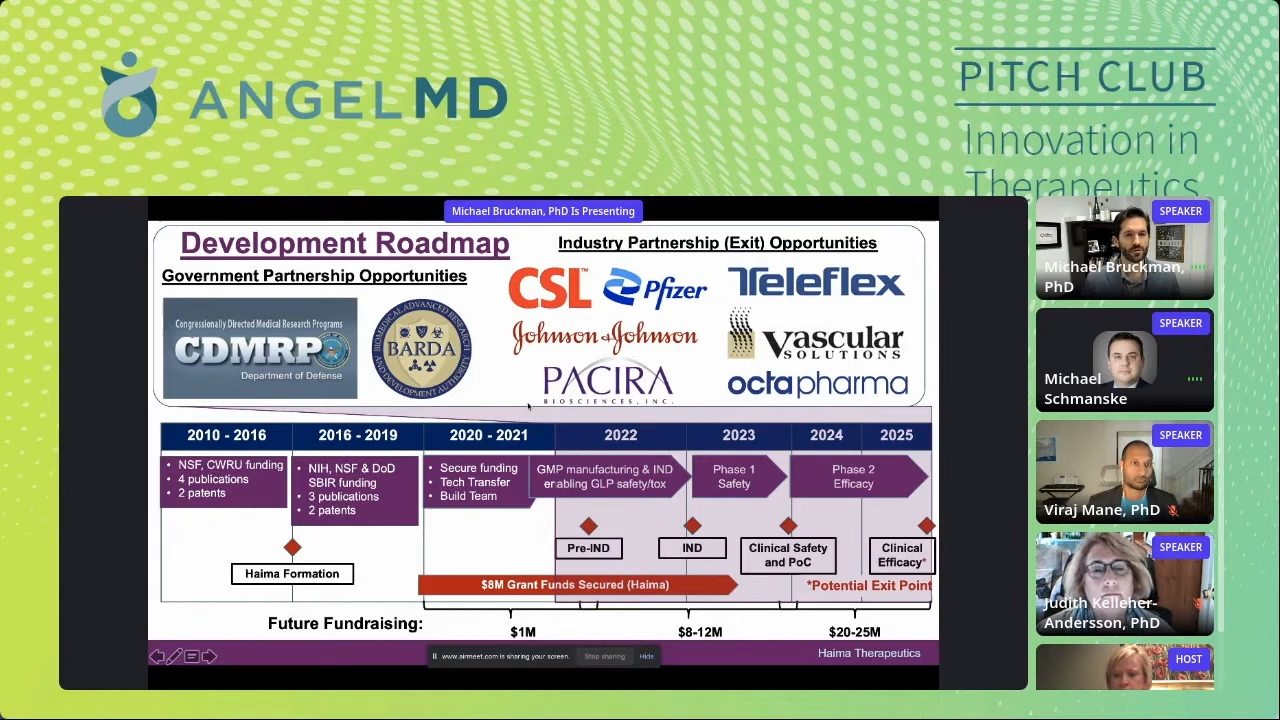 ANGELMD
PITCH CLUB
Innovation in
Therapeutics
Michael Bruckman, PhD Is Presenting
Development Roadmap
Government Partnership Opportunities
Industry Partnership (Exit) Opportunities
Congressionally Directed Medical Research Programs
CDMRP
Department of Defense
BIOMEDICAL ADVANCED RESEARCH AND DEVELOPMENT AUTHORITY
BARDA
CSL™
Pfizer
Teleflex
Johnson & Johnson
Vascular
SOLUTIONS
PACIRA
BIOSCIENCES, INC.
octapharma
2010 - 2016
2016 - 2019
2020 - 2021
2022
2023
2024
2025
• NSF, CWRU funding
• 4 publications
• 2 patents
• NIH, NSF & DoD
SBIR funding
• 3 publications
• 2 patents
• Secure funding
• Tech Transfer
• Build Team
GMP manufacturing & IND
enabling GLP safety/tox
Phase 1
Safety
Phase 2
Efficacy
Haima Formation
Pre-IND
IND
Clinical Safety
and PoC
Clinical
Efficacy*
$8M Grant Funds Secured (Haima)
*Potential Exit Point
Future Fundraising:
$1M
$8-12M
$20-25M
Haima Therapeutics
www.airmeet.com is sharing your screen.
Stop sharing
Hide
SPEAKER
Michael Bruckman,
PhD
SPEAKER
Michael
Schmanske
SPEAKER
Viraj Mane, PhD
SPEAKER
Judith Kelleher-
Andersson, PhD
HOST